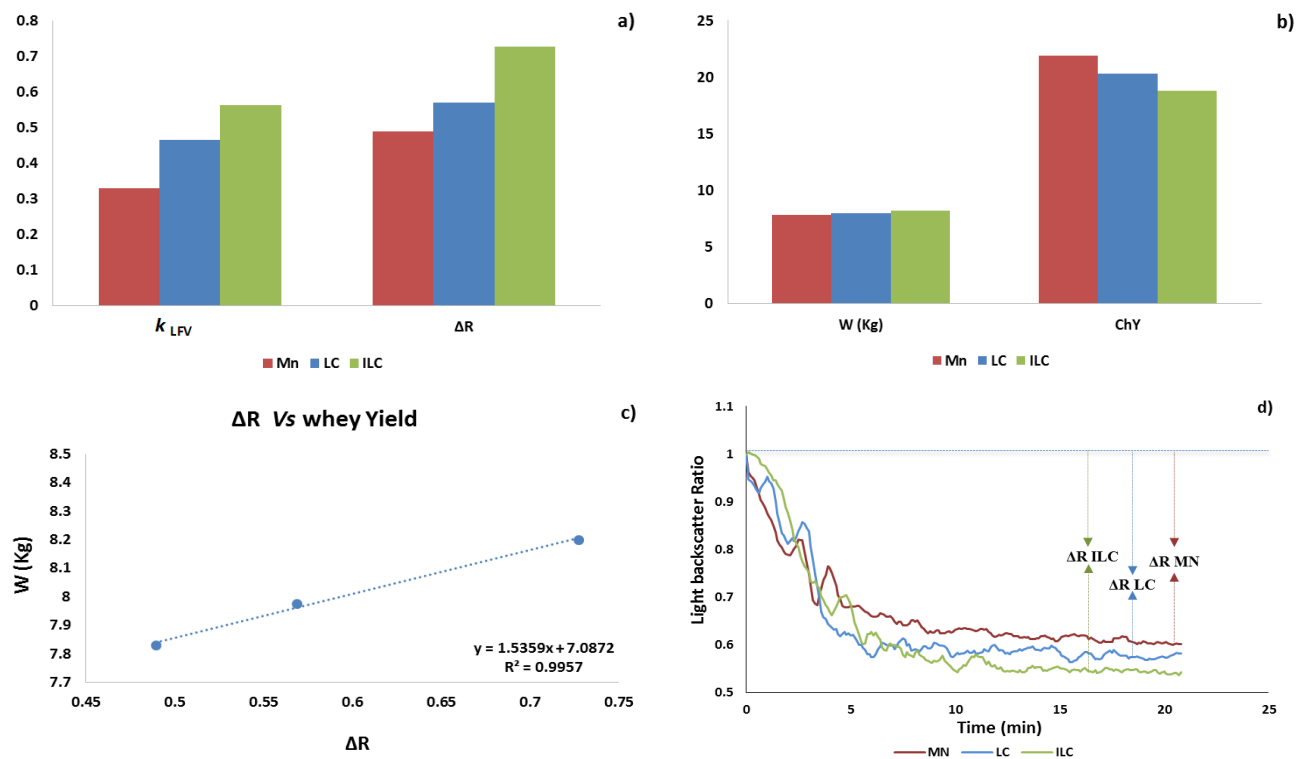 a)
0.8
0.7
0.6
0.5
0.4
0.3
0.2
0.1
0
k LFV ΔR
Mn LC ILC
b)
25
20
15
10
5
0
W (Kg) ChY
Mn LC ILC
ΔR Vs whey Yield
c)
8.5
8.4
8.3
8.2
8.1
8
7.9
7.8
7.7
W (Kg)
y = 1.5359x + 7.0872
R² = 0.9957
0.45 0.5 0.55 0.6 0.65 0.7 0.75
ΔR
d)
1.1
1
0.9
0.8
0.7
0.6
0.5
Light backscatter Ratio
ΔR ILC
ΔR LC
ΔR MN
0 5 10 15 20 25
Time (min)
MN LC ILC